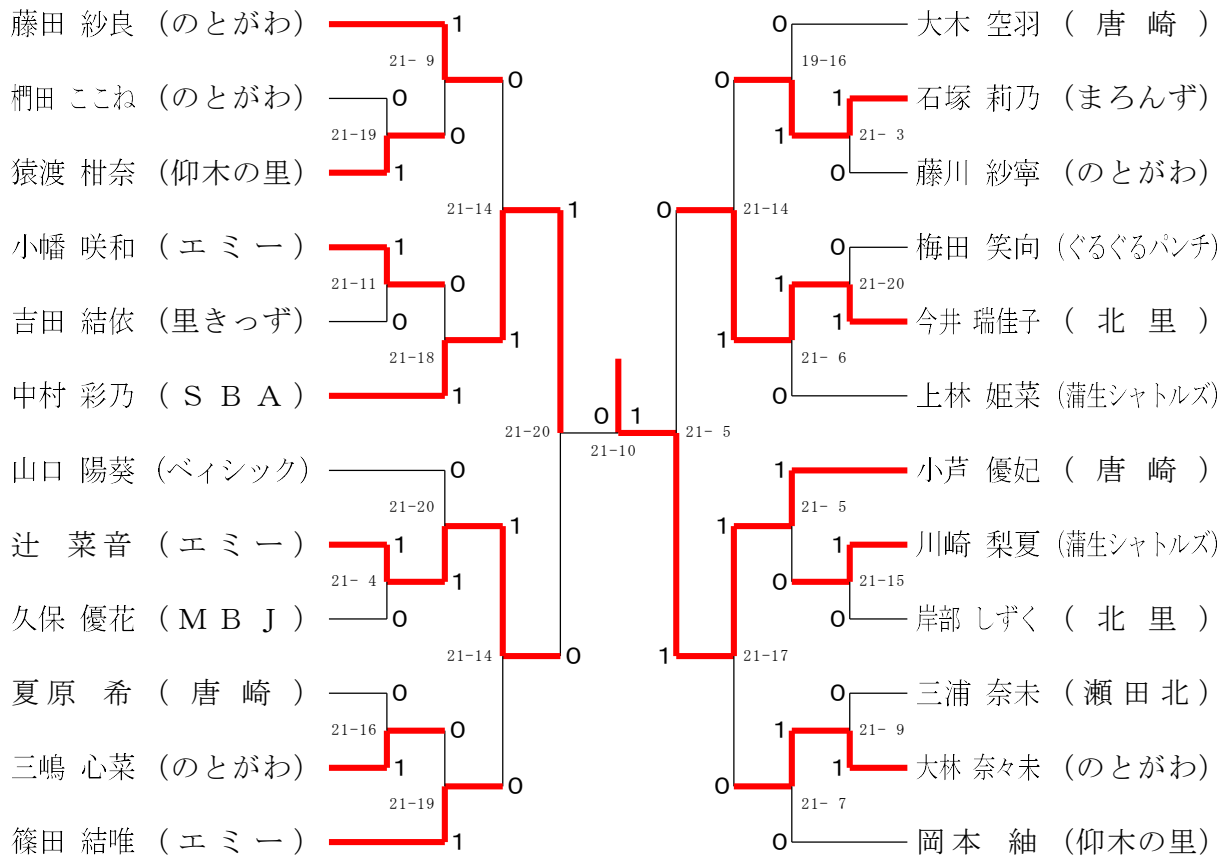 藤田 紗良 (のとがわ) 1
21- 9 0
椚田 ここね (のとがわ) 0
21-19 0
猿渡 柑奈 (仰木の里) 1
21-14 1
小幡 咲和 (エミー) 1
21-11 0
吉田 結依 (里きっず) 0
21-18 1
中村 彩乃 (SBA) 1
21-20
山口 陽葵 (ベィシック) 0
21-20 1
辻 菜音 (エミー) 1
21- 4 1
久保 優花 (MBJ) 0
21-14 0
夏原 希 (唐崎) 0
21-16 0
三嶋 心菜 (のとがわ) 1
21-19 0
篠田 結唯 (エミー) 1
0 1
21-10
0 大木 空羽 (唐崎)
0 19-16
1 石塚 莉乃 (まろんず)
1 21- 3
0 藤川 紗寧 (のとがわ)
0 21-14
0 梅田 笑向 (ぐるぐるパンチ)
1 21-20
1 今井 瑞佳子 (北里)
1 21- 6
0 上林 姫菜 (蒲生シャトルズ)
21- 5
1 小芦 優妃 (唐崎)
1 21- 5
1 川崎 梨夏 (蒲生シャトルズ)
0 21-15
0 岸部 しずく (北里)
1 21-17
0 三浦 奈未 (瀬田北)
1 21- 9
1 大林 奈々未 (のとがわ)
0 21- 7
0 岡本 紬 (仰木の里)